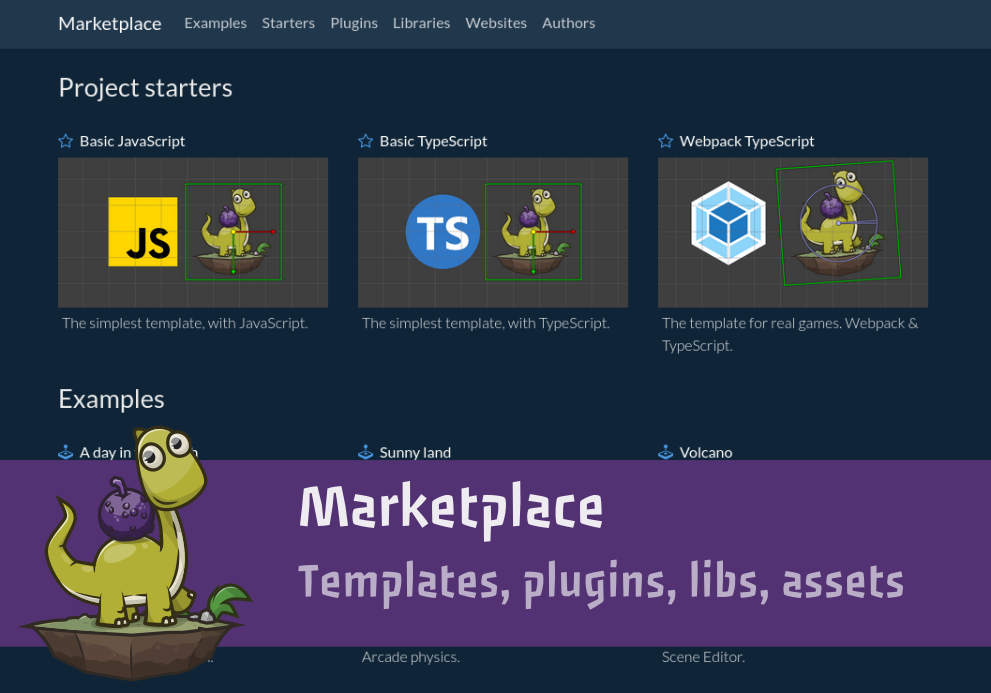 Marketplace Examples Starters Plugins Libraries Websites Authors
Project starters
Basic JavaScript
JS
The simplest template, with JavaScript.
Basic TypeScript
TS
The simplest template, with TypeScript.
Webpack TypeScript
The template for real games. Webpack &
TypeScript.
Examples
A day in
Sunny land
Volcano
Marketplace
Templates, plugins, libs, assets
Arcade physics.
Scene Editor.